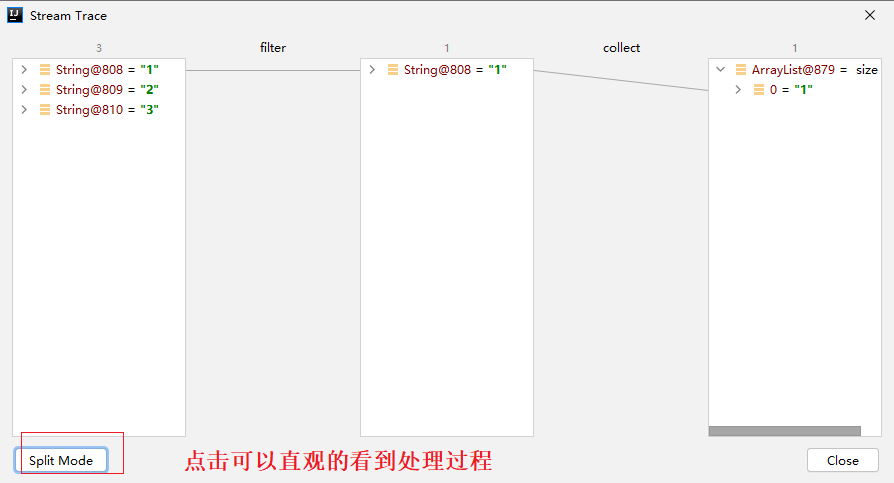 Stream Trace
3 filter 1 collect 1
String@808 = "1"
String@809 = "2"
String@810 = "3"
String@808 = "1"
ArrayList@879 = size
0 = "1"
Split Mode
点击可以直观的看到处理过程
Close